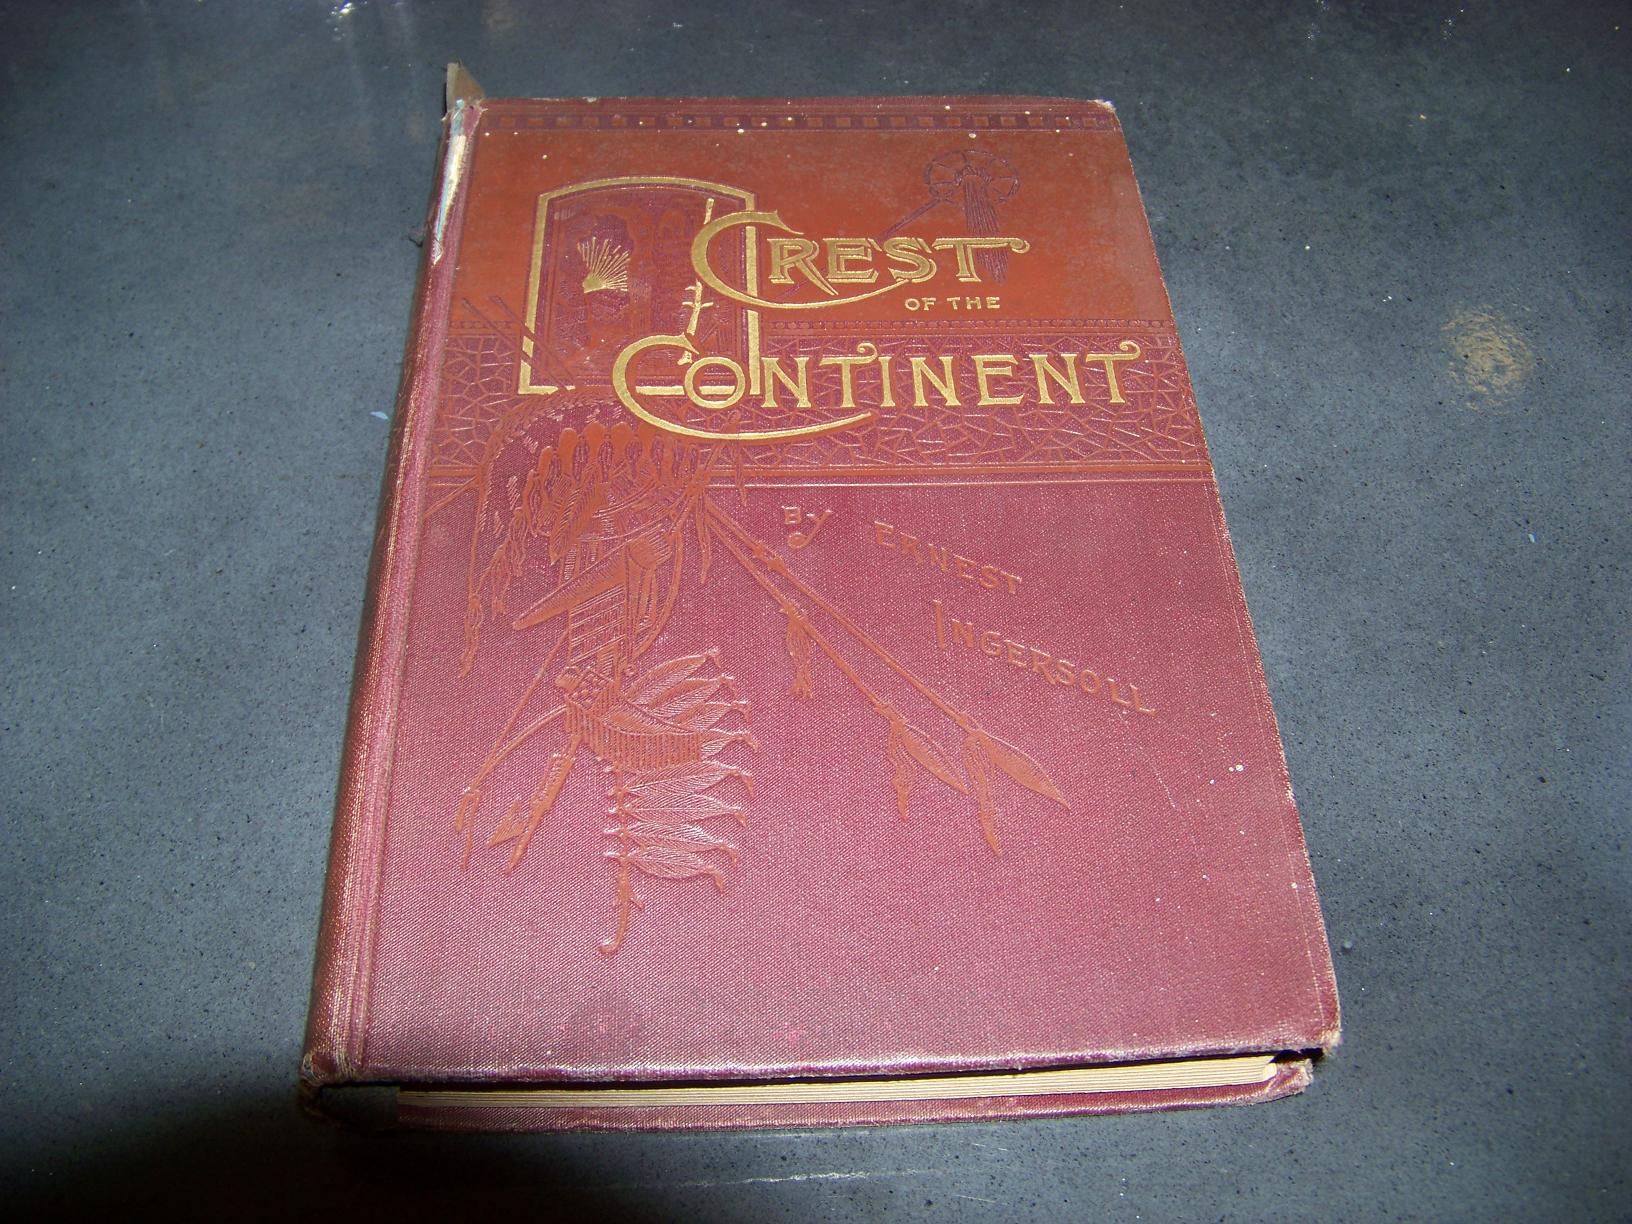 CREST
OF THE
CONTINENT
BY ERNEST
INGERSOLL